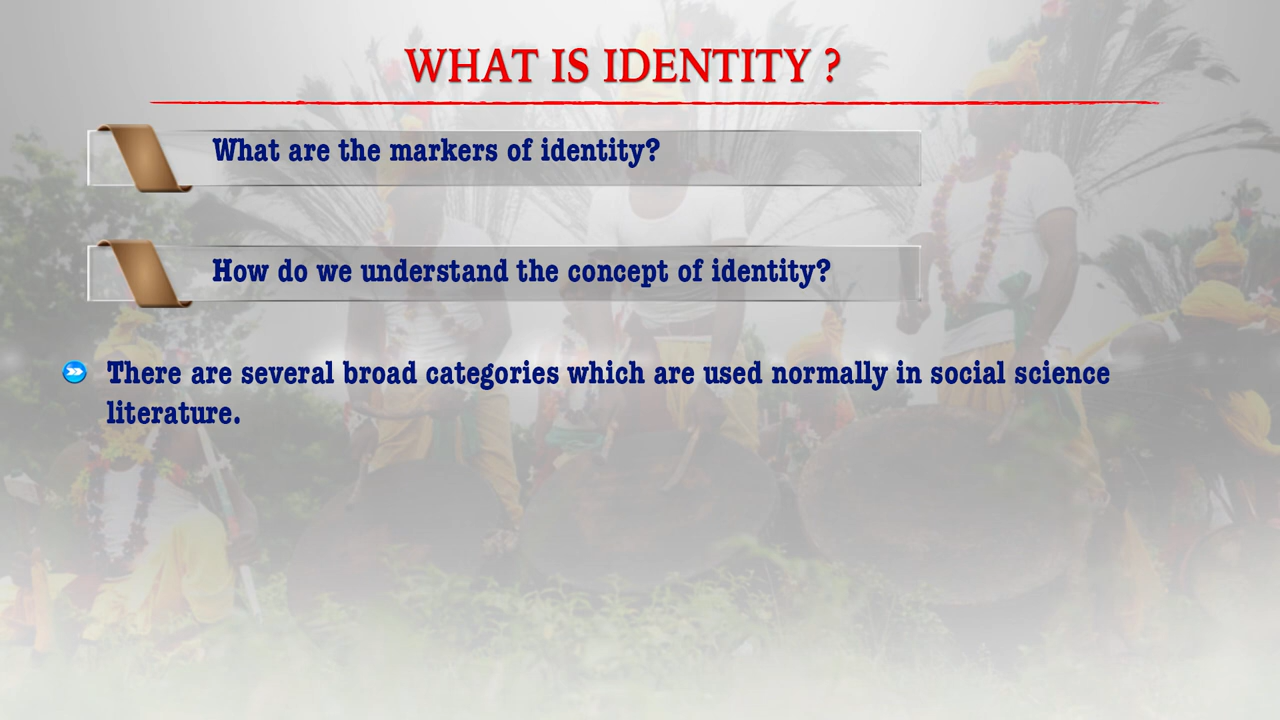 WHAT IS IDENTITY ?
What are the markers of identity?
How do we understand the concept of identity?
There are several broad categories which are used normally in social science
literature.